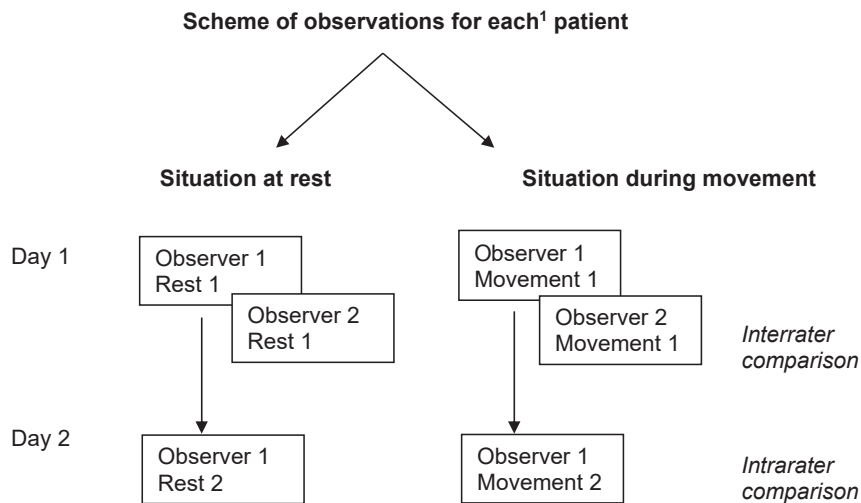 Scheme of observations for each¹ patient
Situation at rest
Situation during movement
Day 1
Observer 1
Rest 1
Observer 2
Rest 1
Observer 1
Movement 1
Observer 2
Movement 1
Interrater
comparison
Day 2
Observer 1
Rest 2
Observer 1
Movement 2
Intrarater
comparison